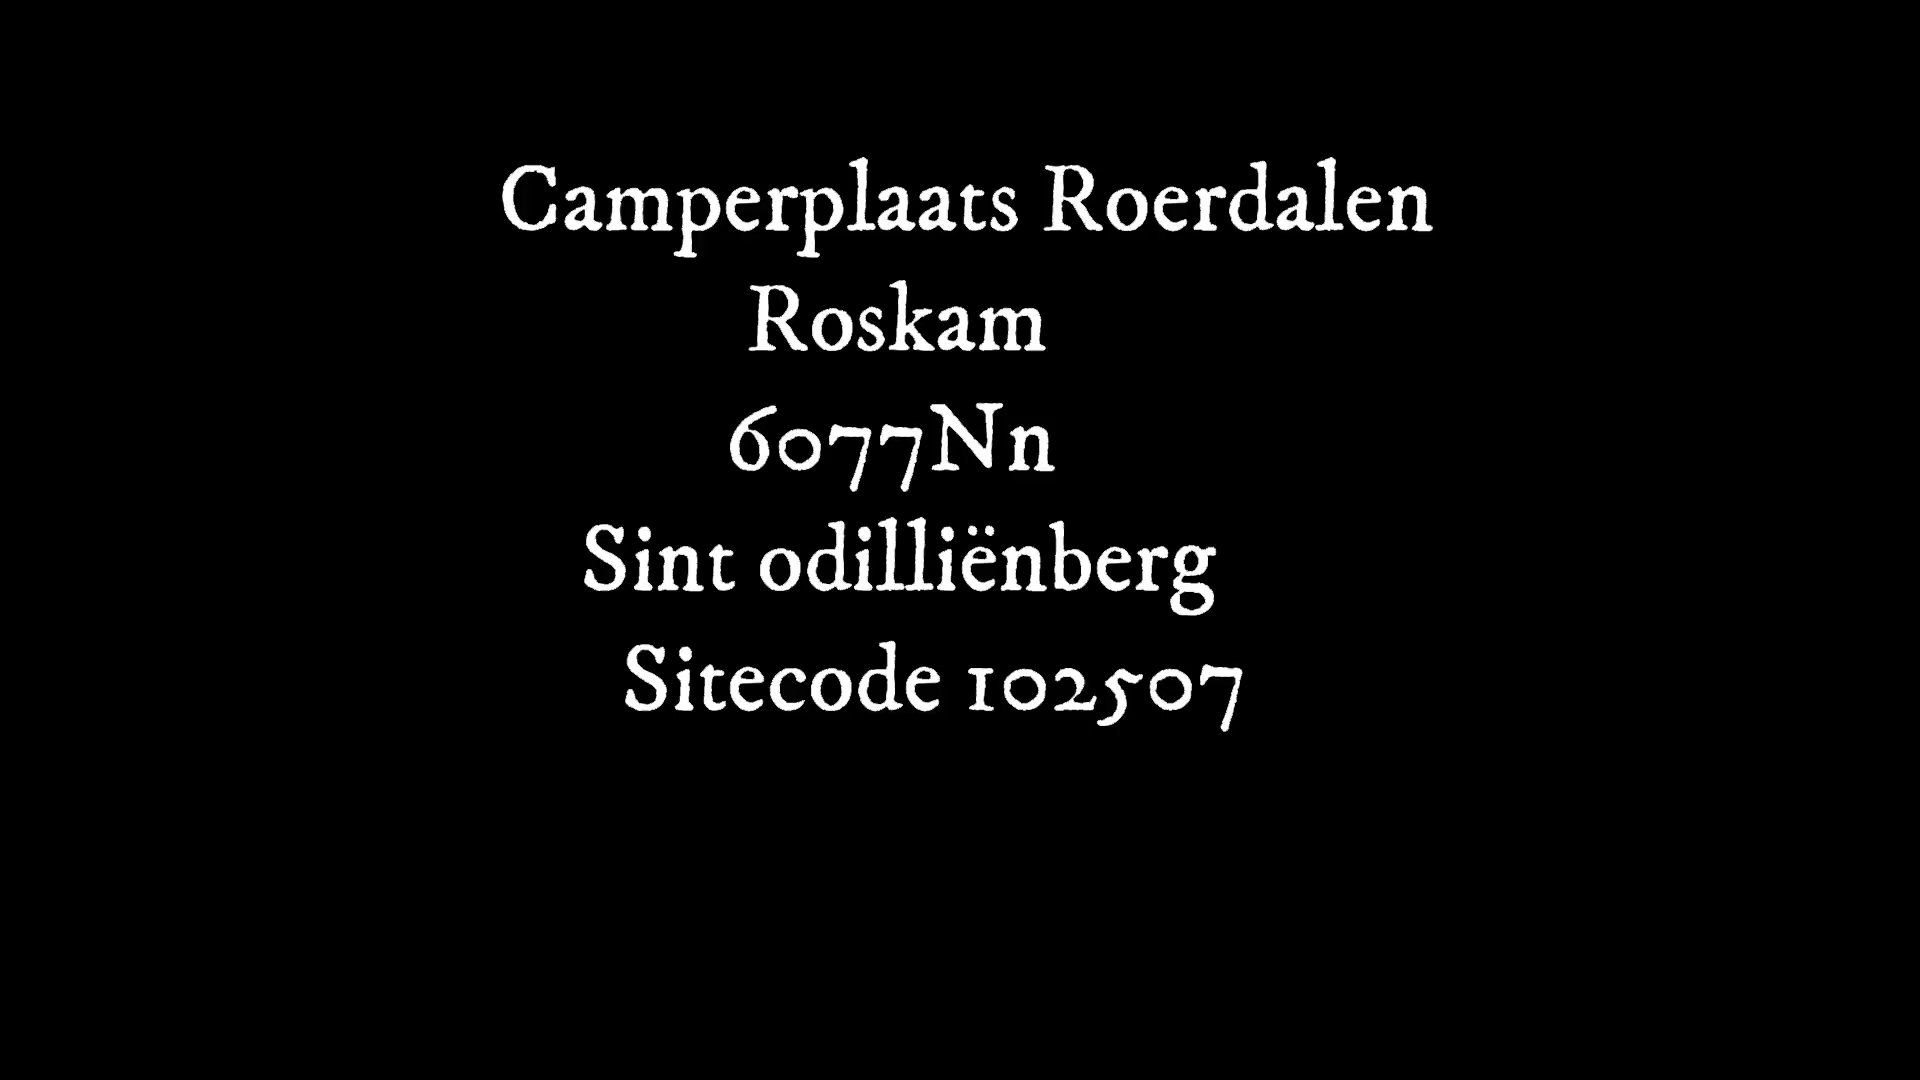 Camperplaats Roerdalen
Roskam
6077Nn
Sint odilliënberg
Sitecode 102507